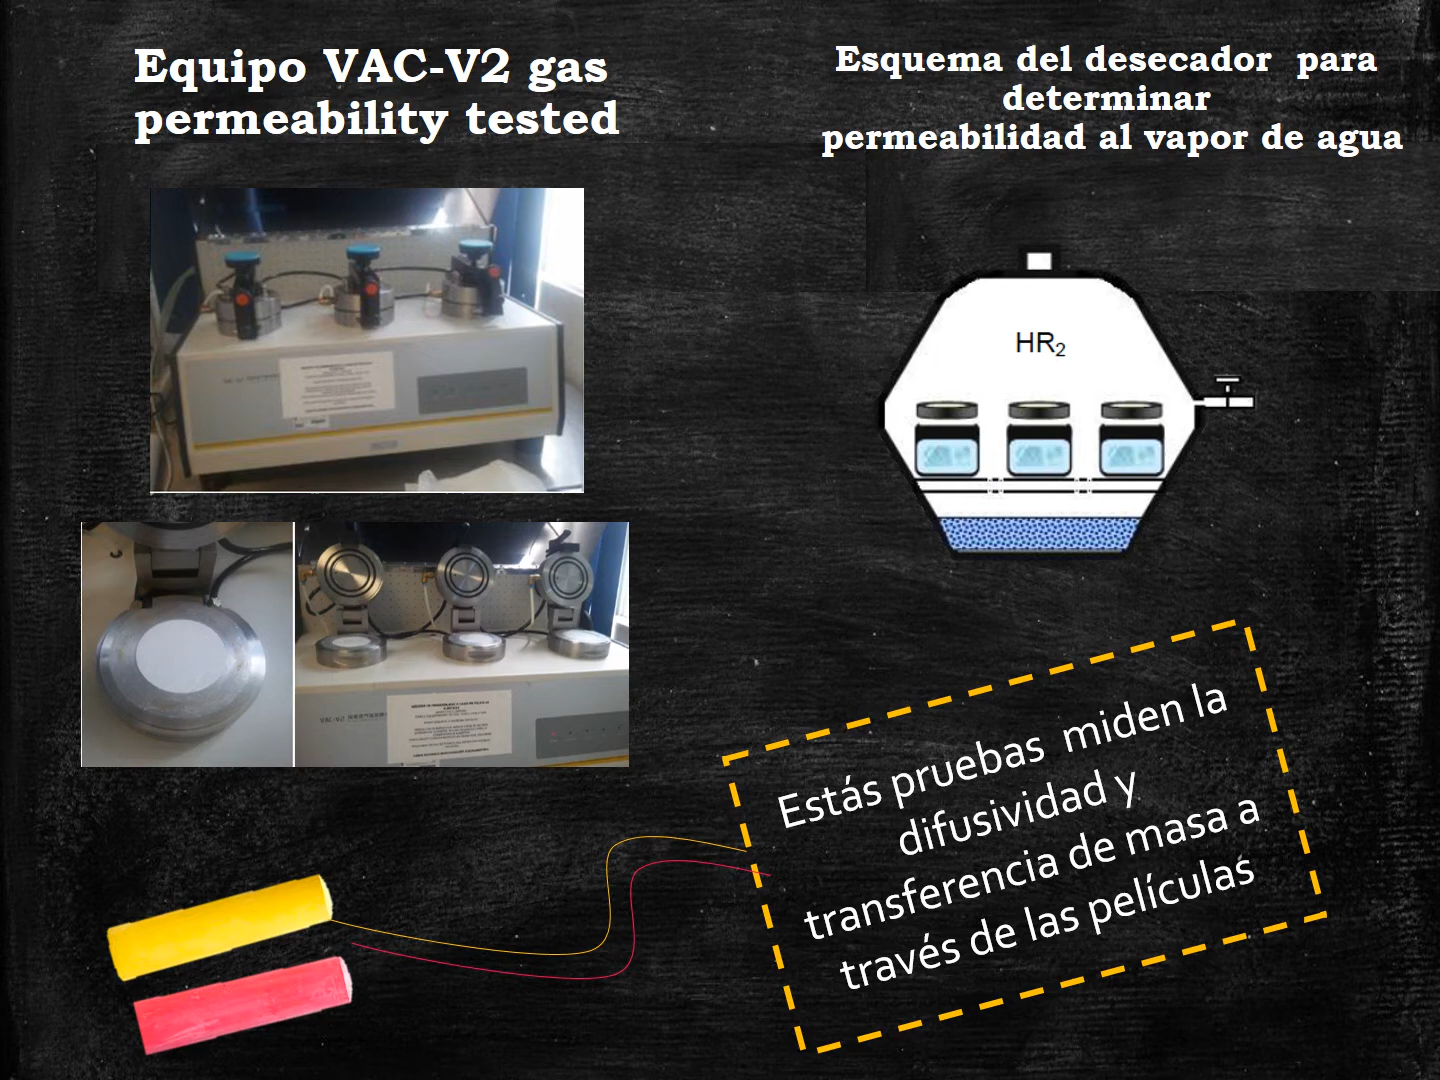 Equipo VAC-V2 gas
permeability tested
Esquema del desecador  para
determinar
permeabilidad al vapor de agua
HR₂
VAC-V2
Estás pruebas  miden la
difusividad y
transferencia de masa a
través de las películas